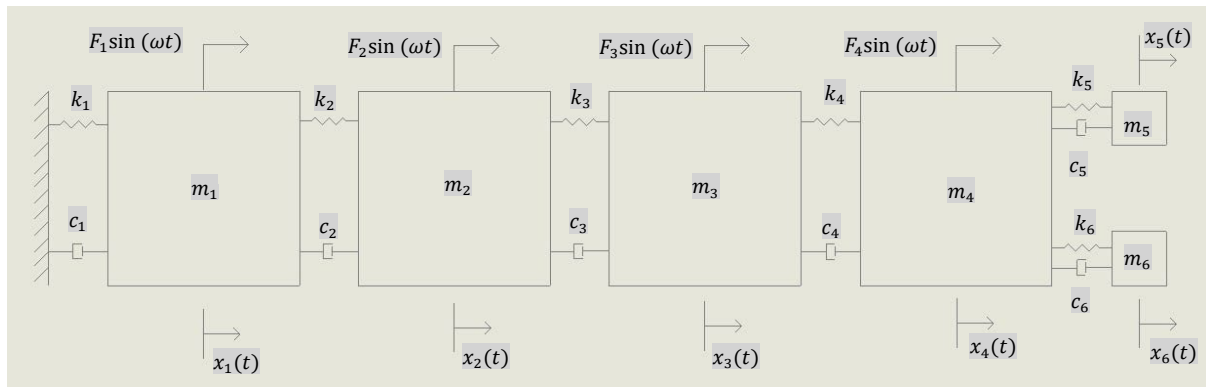 F₁sin (ωt) F₂sin (ωt) F₃sin (ωt) F₄sin (ωt) x₅(t)
k₁ k₂ k₃ k₄ k₅
m₅
c₅
m₁ m₂ m₃ m₄
c₁ c₂ c₃ c₄ k₆
m₆
c₆
x₁(t) x₂(t) x₃(t) x₄(t) x₆(t)